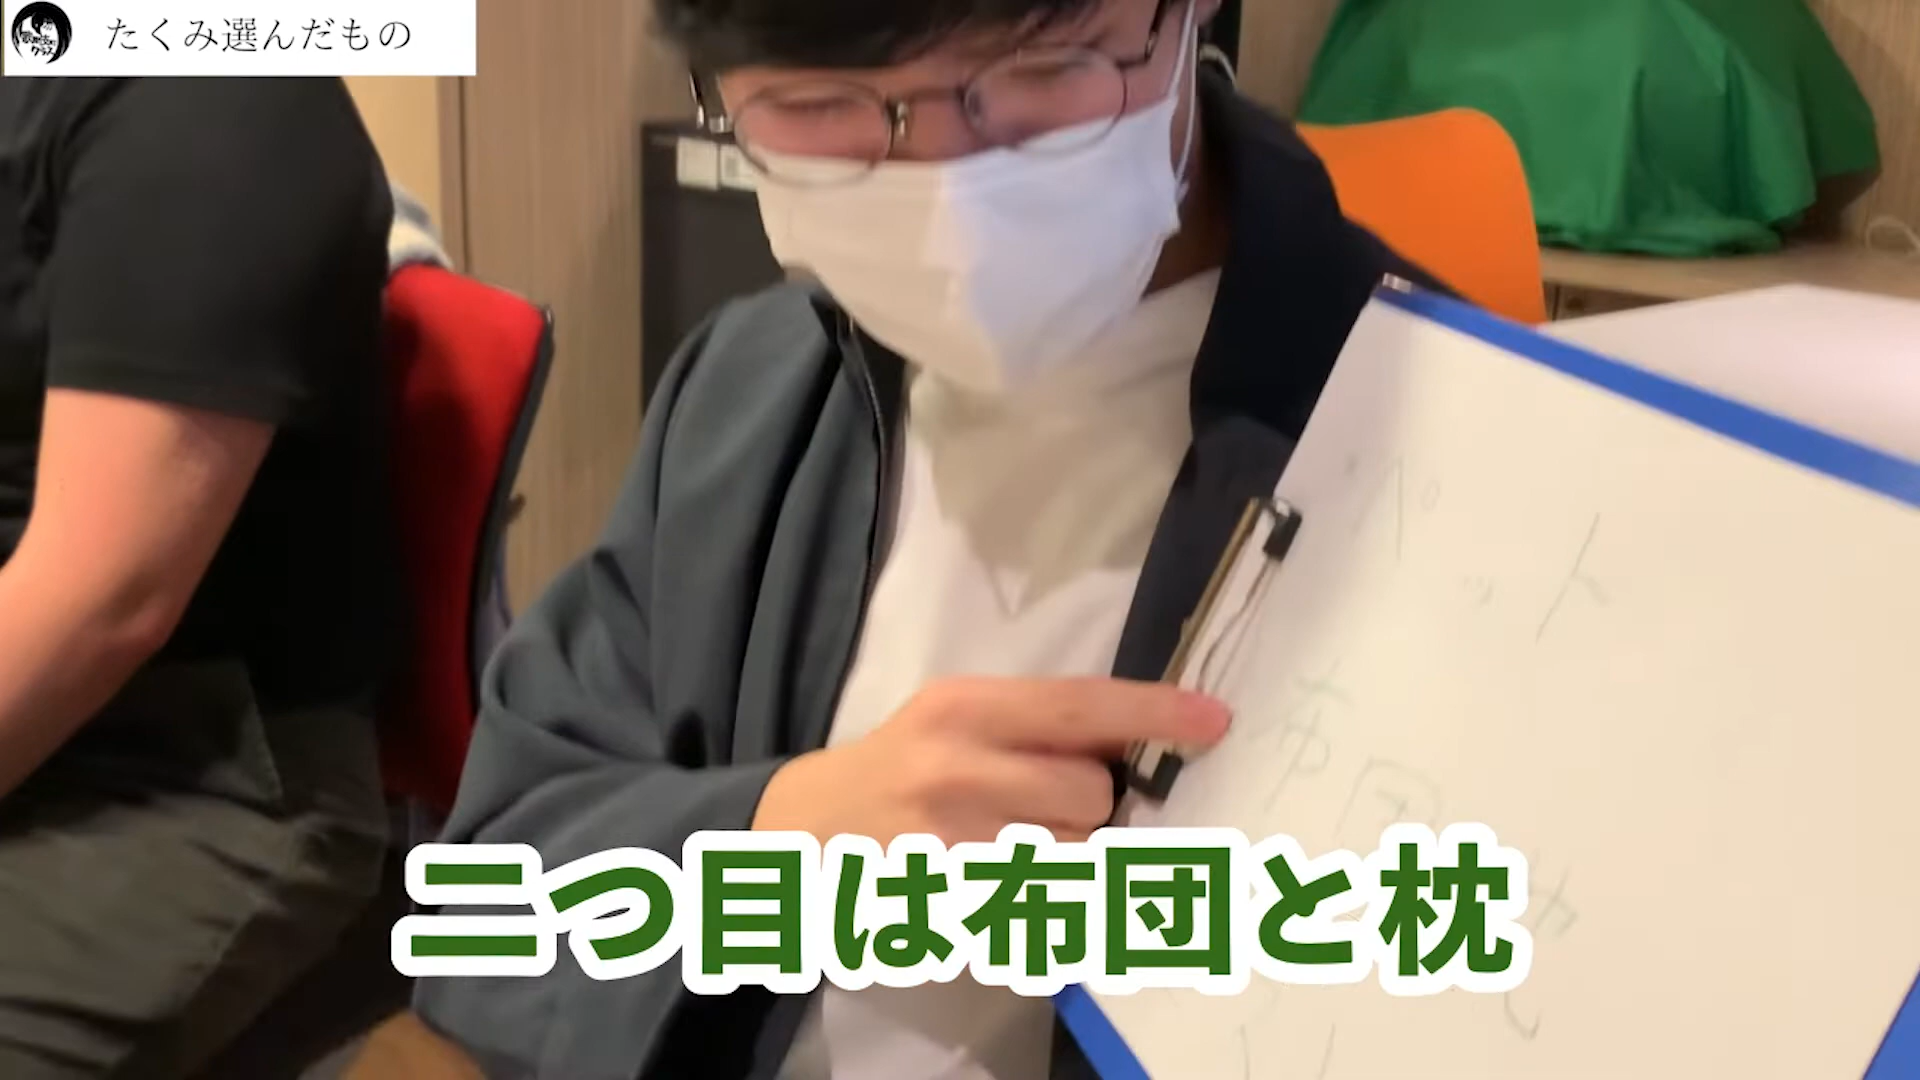 たくみ選んだもの
ペット
布団
二つ目は布団と枕